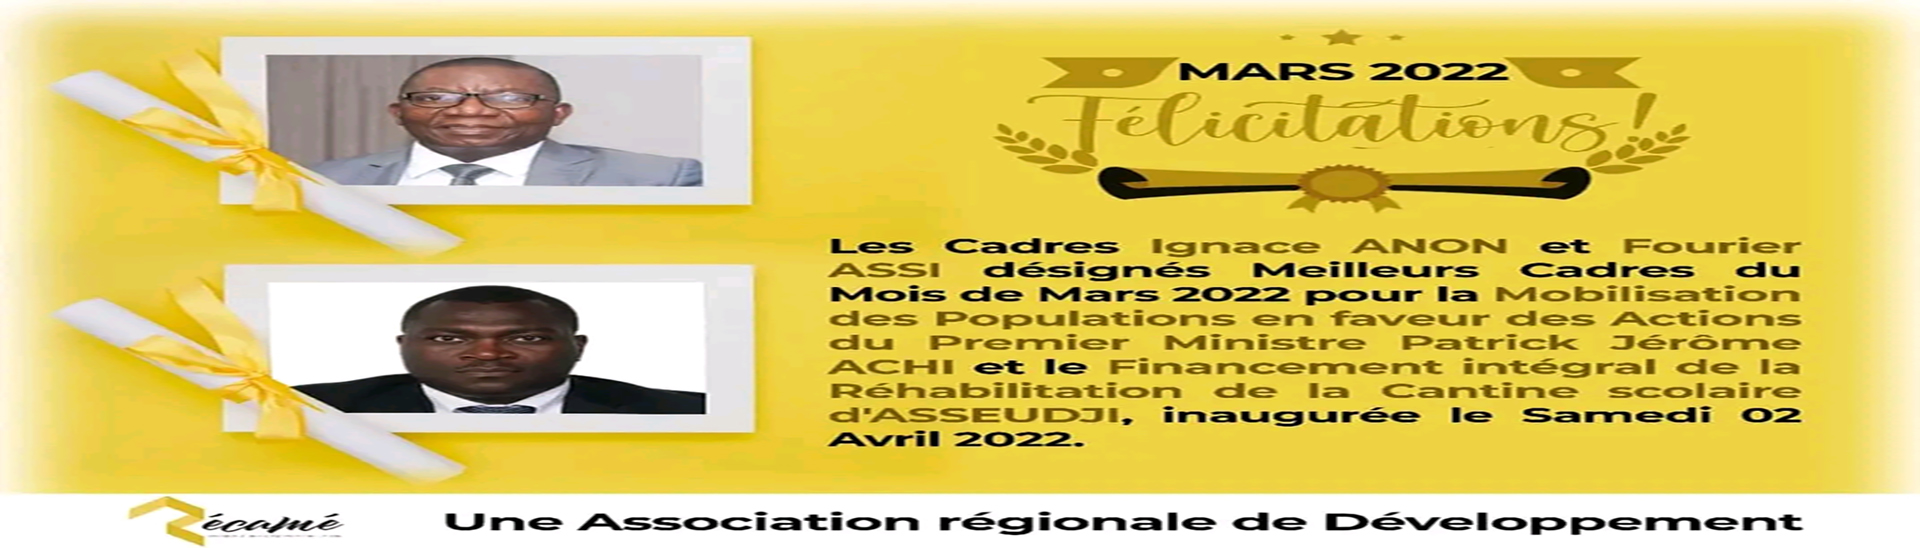 MARS 2022
Félicitations!
Les Cadres Ignace ANON et Fourier
ASSI désignés Meilleurs Cadres du
Mois de Mars 2022 pour la Mobilisation
des Populations en faveur des Actions
du Premier Ministre Patrick Jérôme
ACHI et le Financement intégral de la
Réhabilitation de la Cantine scolaire
d'ASSEUDJI, inaugurée le Samedi 02
Avril 2022.
Récamé
Une Association régionale de Développement